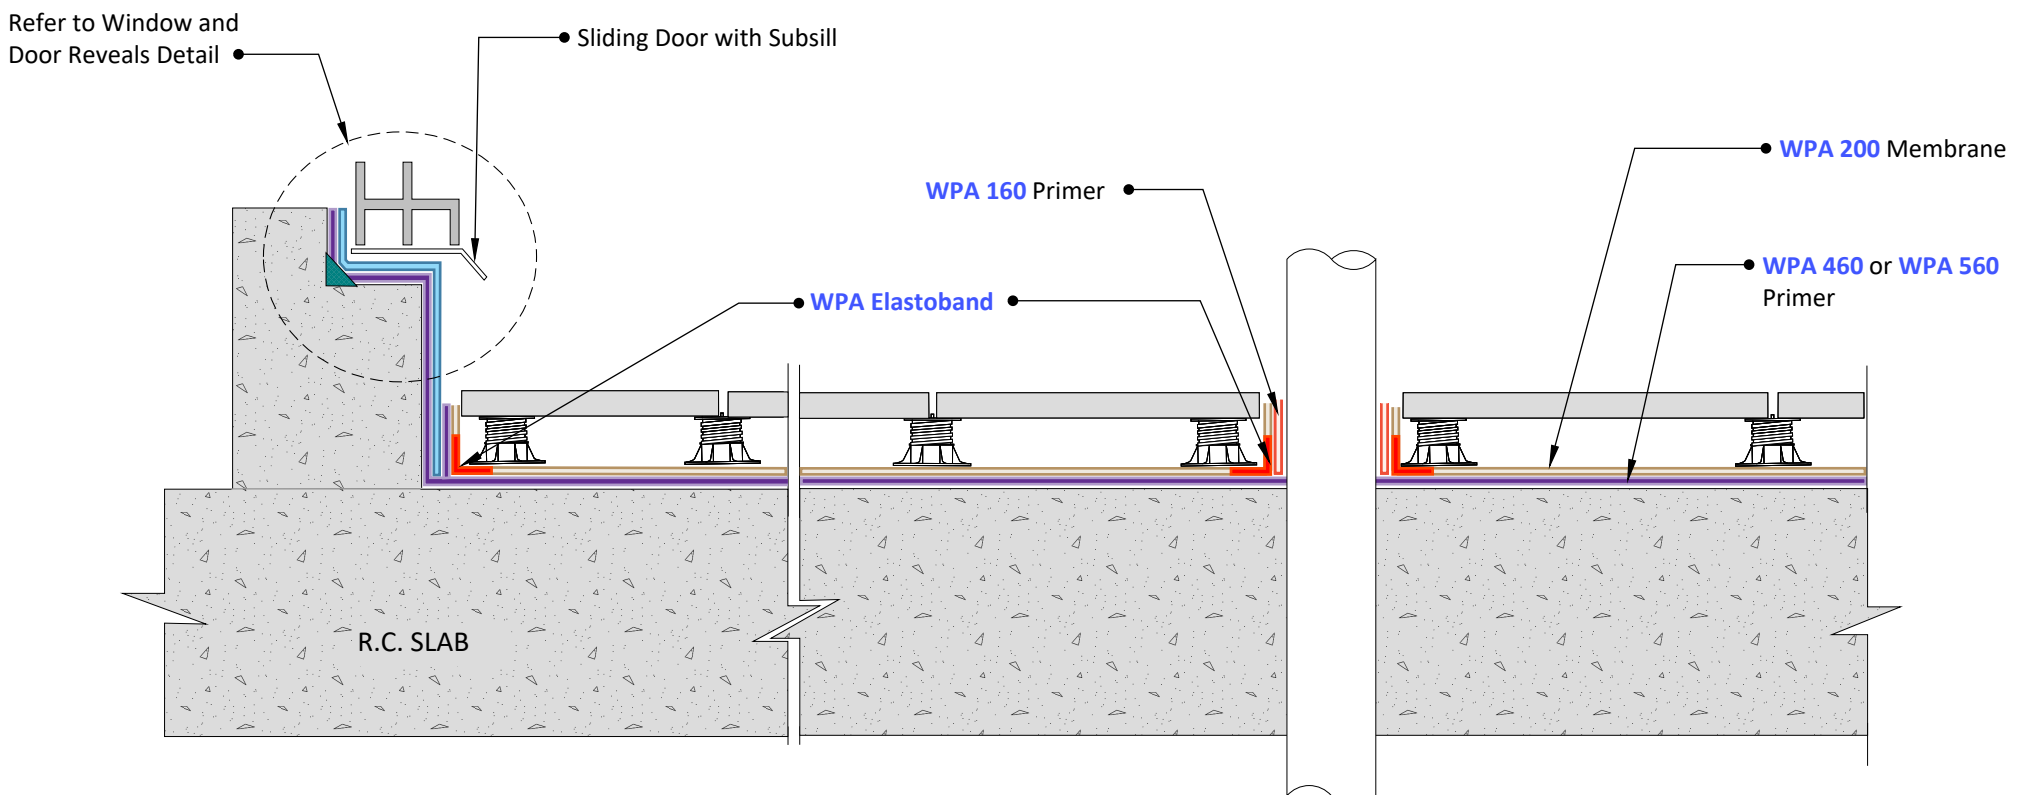 Refer to Window and
Door Reveals Detail
Sliding Door with Subsill
WPA 200 Membrane
WPA 160 Primer
WPA 460 or WPA 560
Primer
WPA Elastoband
R.C. SLAB